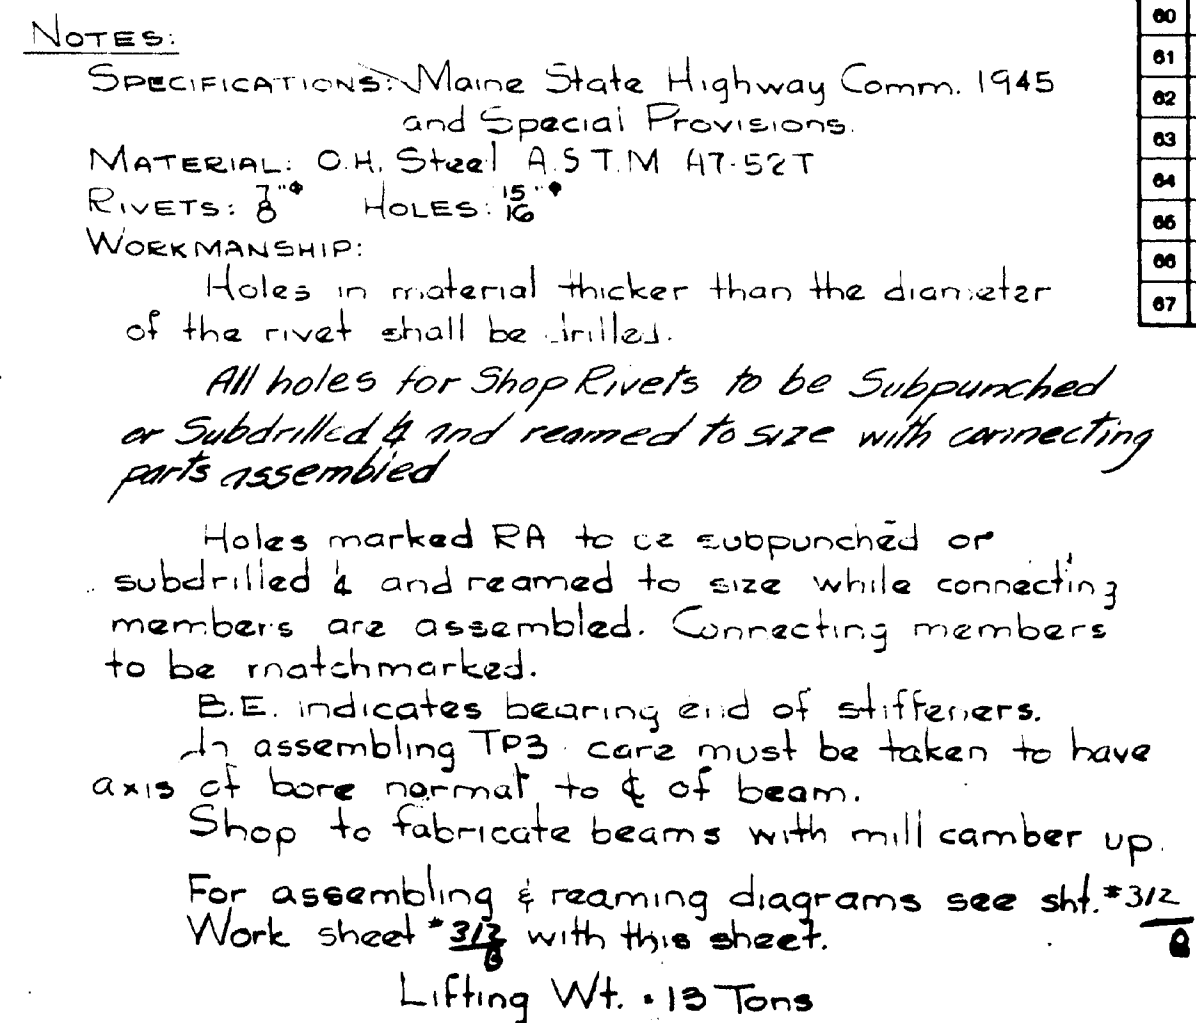 NOTES:
SPECIFICATIONS: Maine State Highway Comm. 1945
and Special Provisions.
MATERIAL: O.H. Steel A.S.T.M A7-52T
RIVETS: 7/8"Φ HOLES: 15/16"Φ
WORKMANSHIP:
Holes in material thicker than the diameter
of the rivet shall be drilled.
All holes for Shop Rivets to be Subpunched
or Subdrilled 1/4 and reamed to size with connecting
parts assembled
Holes marked RA to be subpunched or
subdrilled 1/4 and reamed to size while connecting
members are assembled. Connecting members
to be matchmarked.
B.E. indicates bearing end of stiffeners.
In assembling TP3 care must be taken to have
axis of bore normal to ℄ of beam.
Shop to fabricate beams with mill camber up.
For assembling & reaming diagrams see sht. #312
Work sheet #312 with this sheet.
Lifting Wt. = 13 Tons
60
61
62
63
64
65
66
67